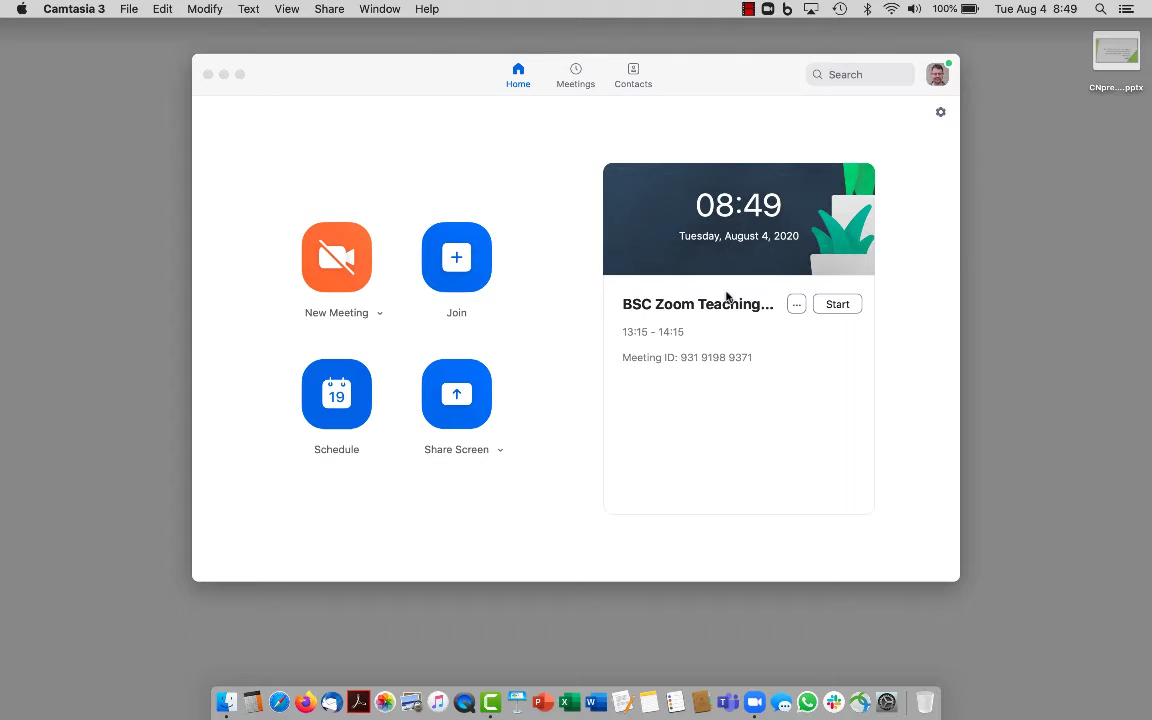 Camtasia 3 File Edit Modify Text View Share Window Help 100% Tue Aug 4 8:49
CNpre....pptx
Home Meetings Contacts Search
08:49
Tuesday, August 4, 2020
BSC Zoom Teaching... ... Start
13:15 - 14:15
Meeting ID: 931 9198 9371
New Meeting Join
19
Schedule Share Screen